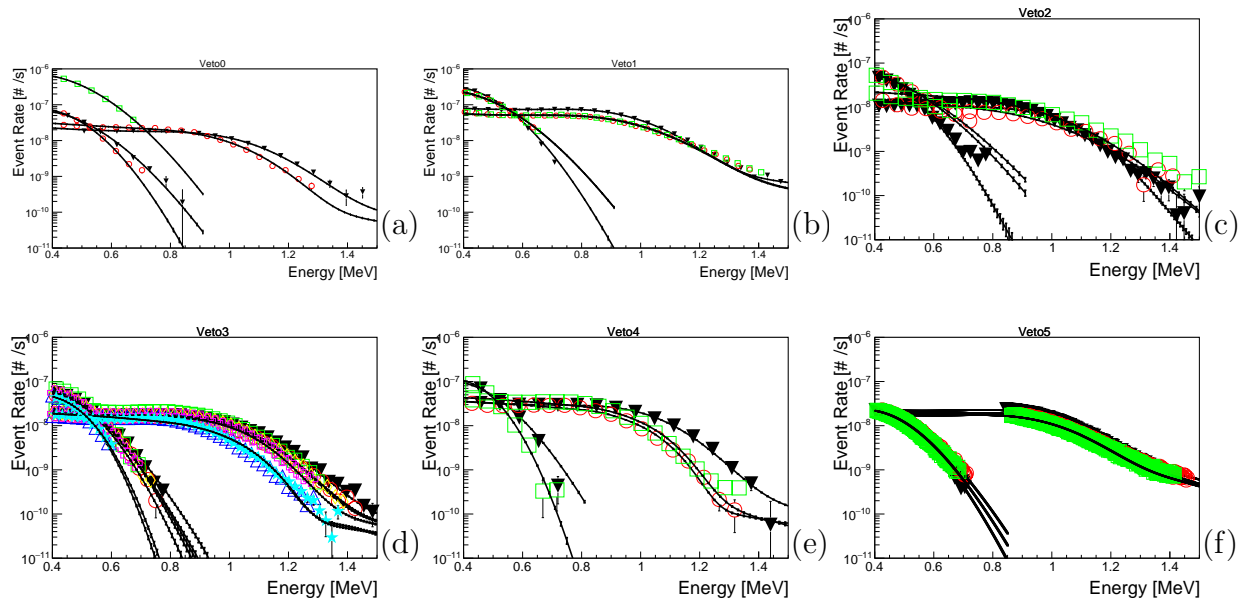 Veto0
Event Rate [# /s]
10⁻⁶
10⁻⁷
10⁻⁸
10⁻⁹
10⁻¹⁰
10⁻¹¹
0.4 0.6 0.8 1 1.2 1.4
Energy [MeV]
(a)
Veto1
Event Rate [# /s]
10⁻⁶
10⁻⁷
10⁻⁸
10⁻⁹
10⁻¹⁰
10⁻¹¹
0.4 0.6 0.8 1 1.2 1.4
Energy [MeV]
(b)
Veto2
Event Rate [# /s]
10⁻⁶
10⁻⁷
10⁻⁸
10⁻⁹
10⁻¹⁰
10⁻¹¹
0.4 0.6 0.8 1 1.2 1.4
Energy [MeV]
(c)
Veto3
Event Rate [# /s]
10⁻⁶
10⁻⁷
10⁻⁸
10⁻⁹
10⁻¹⁰
10⁻¹¹
0.4 0.6 0.8 1 1.2 1.4
Energy [MeV]
(d)
Veto4
Event Rate [# /s]
10⁻⁶
10⁻⁷
10⁻⁸
10⁻⁹
10⁻¹⁰
10⁻¹¹
0.4 0.6 0.8 1 1.2 1.4
Energy [MeV]
(e)
Veto5
Event Rate [# /s]
10⁻⁶
10⁻⁷
10⁻⁸
10⁻⁹
10⁻¹⁰
10⁻¹¹
0.4 0.6 0.8 1 1.2 1.4
Energy [MeV]
(f)